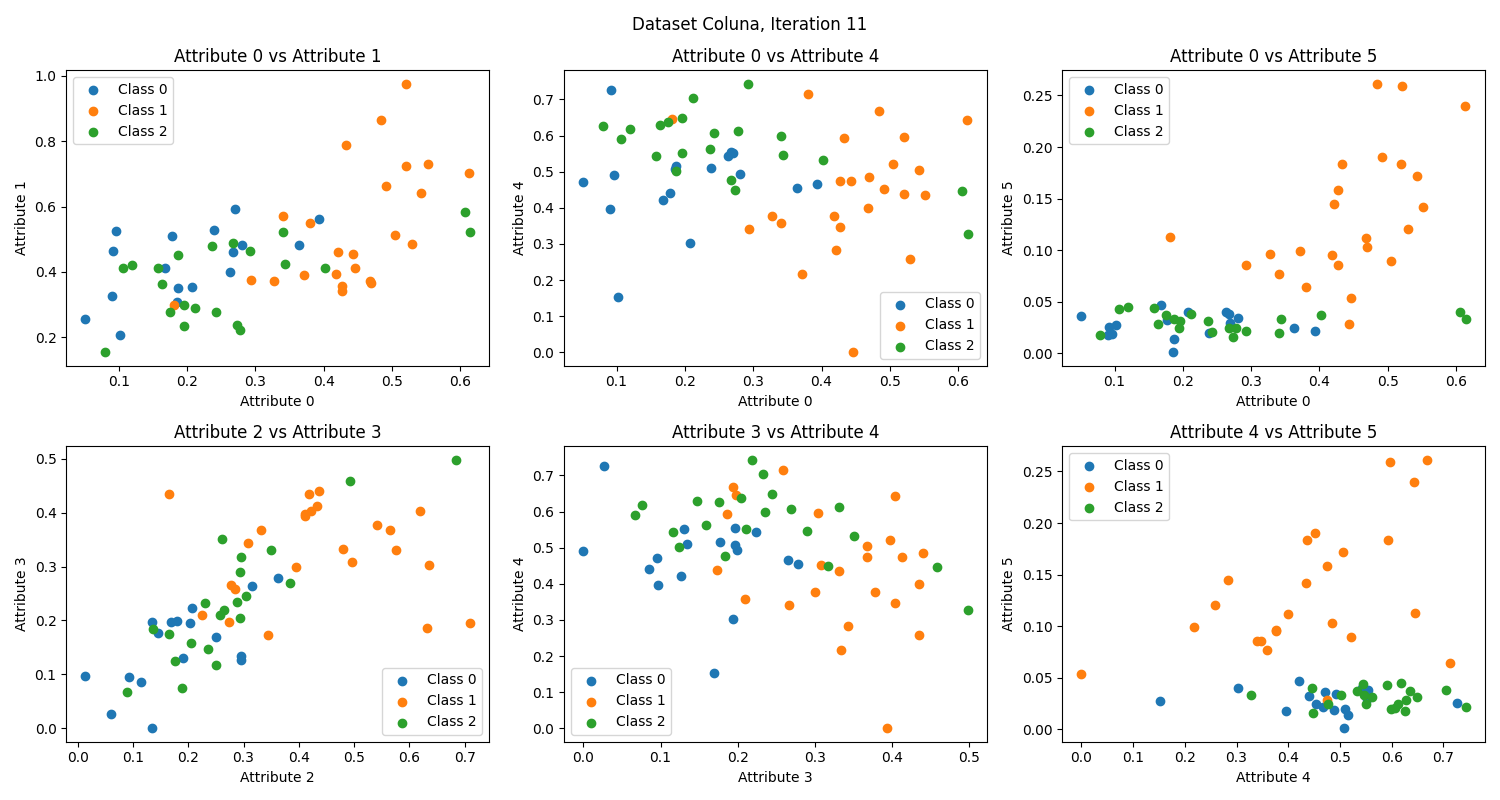 Dataset Coluna, Iteration 11
Attribute 0 vs Attribute 1
Class 0
Class 1
Class 2
1.0
0.8
0.6
0.4
0.2
0.1
0.2
0.3
0.4
0.5
0.6
Attribute 0
Attribute 1
Attribute 0 vs Attribute 4
Class 0
Class 1
Class 2
0.7
0.6
0.5
0.4
0.3
0.2
0.1
0.0
0.1
0.2
0.3
0.4
0.5
0.6
Attribute 0
Attribute 4
Attribute 0 vs Attribute 5
Class 0
Class 1
Class 2
0.25
0.20
0.15
0.10
0.05
0.00
0.1
0.2
0.3
0.4
0.5
0.6
Attribute 0
Attribute 5
Attribute 2 vs Attribute 3
Class 0
Class 1
Class 2
0.5
0.4
0.3
0.2
0.1
0.0
0.0
0.1
0.2
0.3
0.4
0.5
0.6
0.7
Attribute 2
Attribute 3
Attribute 3 vs Attribute 4
Class 0
Class 1
Class 2
0.7
0.6
0.5
0.4
0.3
0.2
0.1
0.0
0.0
0.1
0.2
0.3
0.4
0.5
Attribute 3
Attribute 4
Attribute 4 vs Attribute 5
Class 0
Class 1
Class 2
0.25
0.20
0.15
0.10
0.05
0.00
0.0
0.1
0.2
0.3
0.4
0.5
0.6
0.7
Attribute 4
Attribute 5